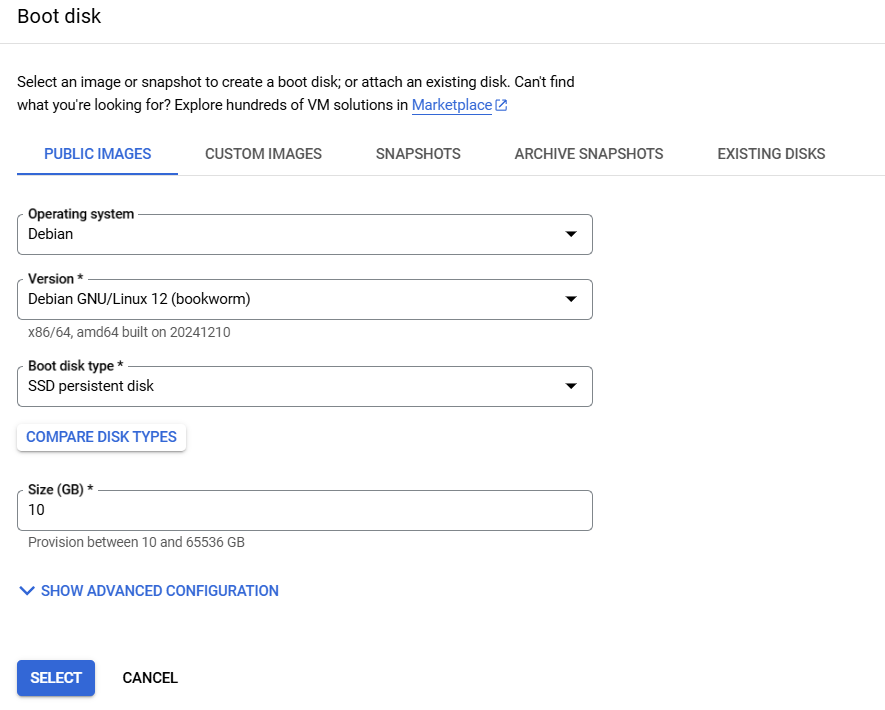 Boot disk
Select an image or snapshot to create a boot disk; or attach an existing disk. Can't find
what you're looking for? Explore hundreds of VM solutions in Marketplace
PUBLIC IMAGES CUSTOM IMAGES SNAPSHOTS ARCHIVE SNAPSHOTS EXISTING DISKS
Operating system
Debian
Version *
Debian GNU/Linux 12 (bookworm)
x86/64, amd64 built on 20241210
Boot disk type *
SSD persistent disk
COMPARE DISK TYPES
Size (GB) *
10
Provision between 10 and 65536 GB
SHOW ADVANCED CONFIGURATION
SELECT CANCEL